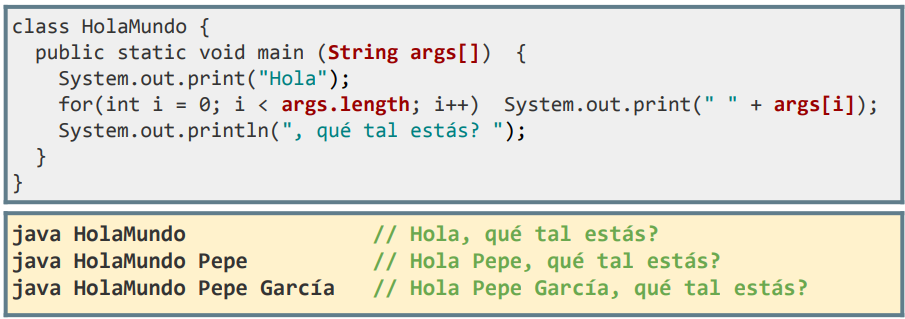 class HolaMundo {
  public static void main (String args[])  {
    System.out.print("Hola");
    for(int i = 0; i < args.length; i++)  System.out.print(" " + args[i]);
    System.out.println(", qué tal estás? ");
  }
}
java HolaMundo               // Hola, qué tal estás?
java HolaMundo Pepe          // Hola Pepe, qué tal estás?
java HolaMundo Pepe García   // Hola Pepe García, qué tal estás?